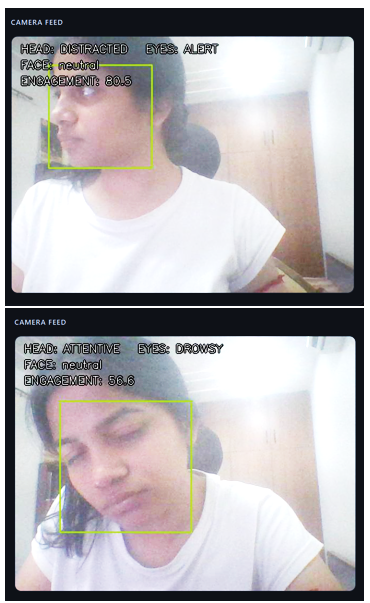 CAMERA FEED
HEAD: DISTRACTED EYES: ALERT
FACE: neutral
ENGAGEMENT: 80.5
CAMERA FEED
HEAD: ATTENTIVE EYES: DROWSY
FACE: neutral
ENGAGEMENT: 56.6